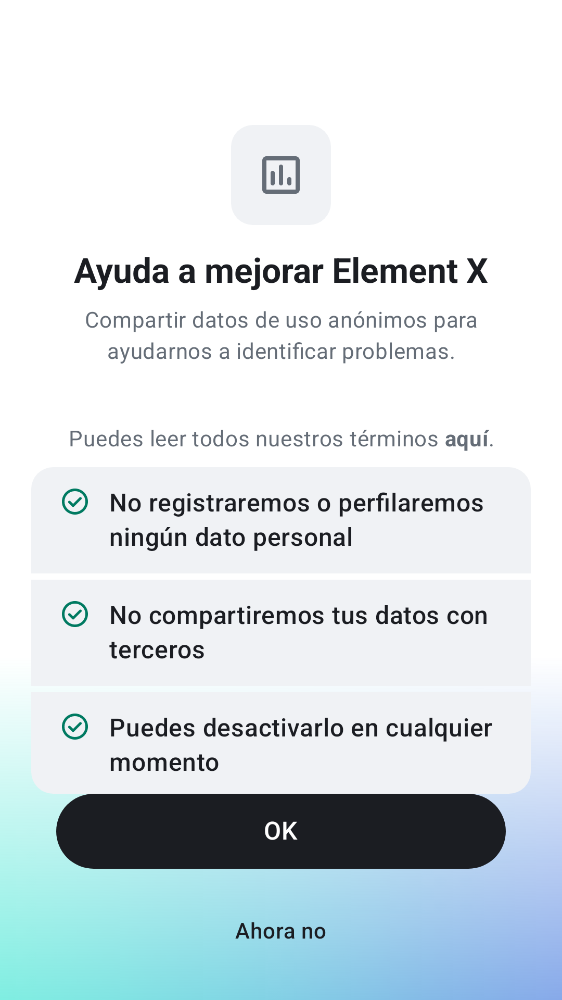 Ayuda a mejorar Element X
Compartir datos de uso anónimos para
ayudarnos a identificar problemas.
Puedes leer todos nuestros términos aquí.
No registraremos o perfilaremos
ningún dato personal
No compartiremos tus datos con
terceros
Puedes desactivarlo en cualquier
momento
OK
Ahora no